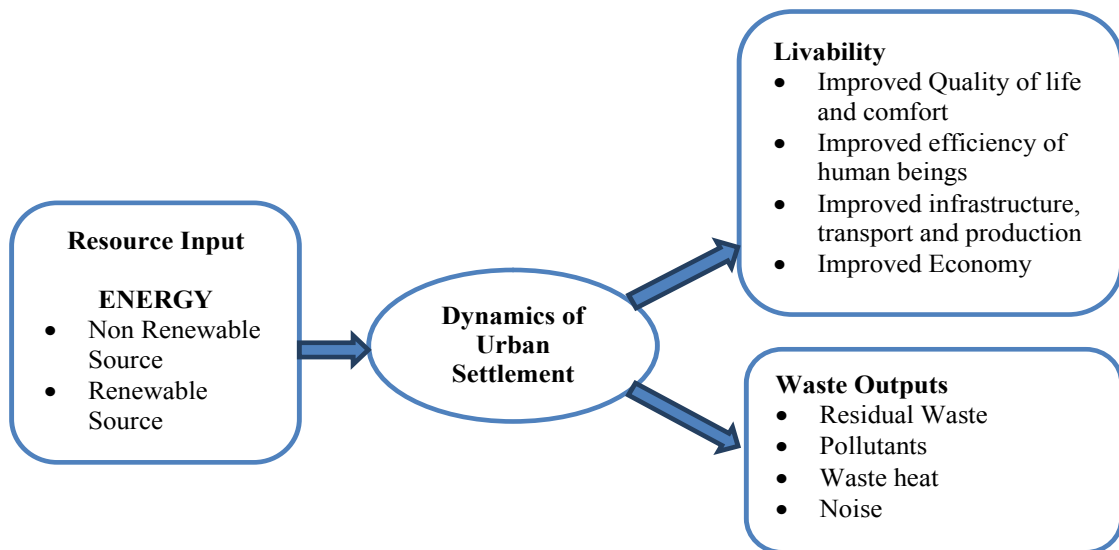 Resource Input
ENERGY
• Non Renewable
Source
• Renewable
Source
Dynamics of
Urban
Settlement
Livability
• Improved Quality of life
and comfort
• Improved efficiency of
human beings
• Improved infrastructure,
transport and production
• Improved Economy
Waste Outputs
• Residual Waste
• Pollutants
• Waste heat
• Noise